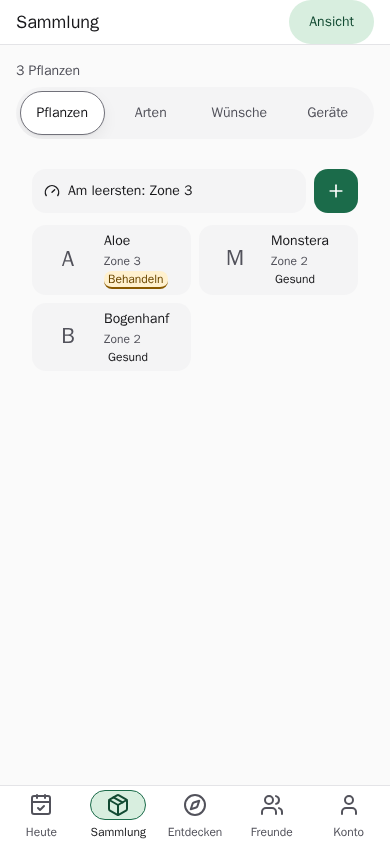 Sammlung
Ansicht
3 Pflanzen
Pflanzen
Arten
Wünsche
Geräte
Am leersten: Zone 3
A
Aloe
Zone 3
Behandeln
M
Monstera
Zone 2
Gesund
B
Bogenhanf
Zone 2
Gesund
Heute
Sammlung
Entdecken
Freunde
Konto